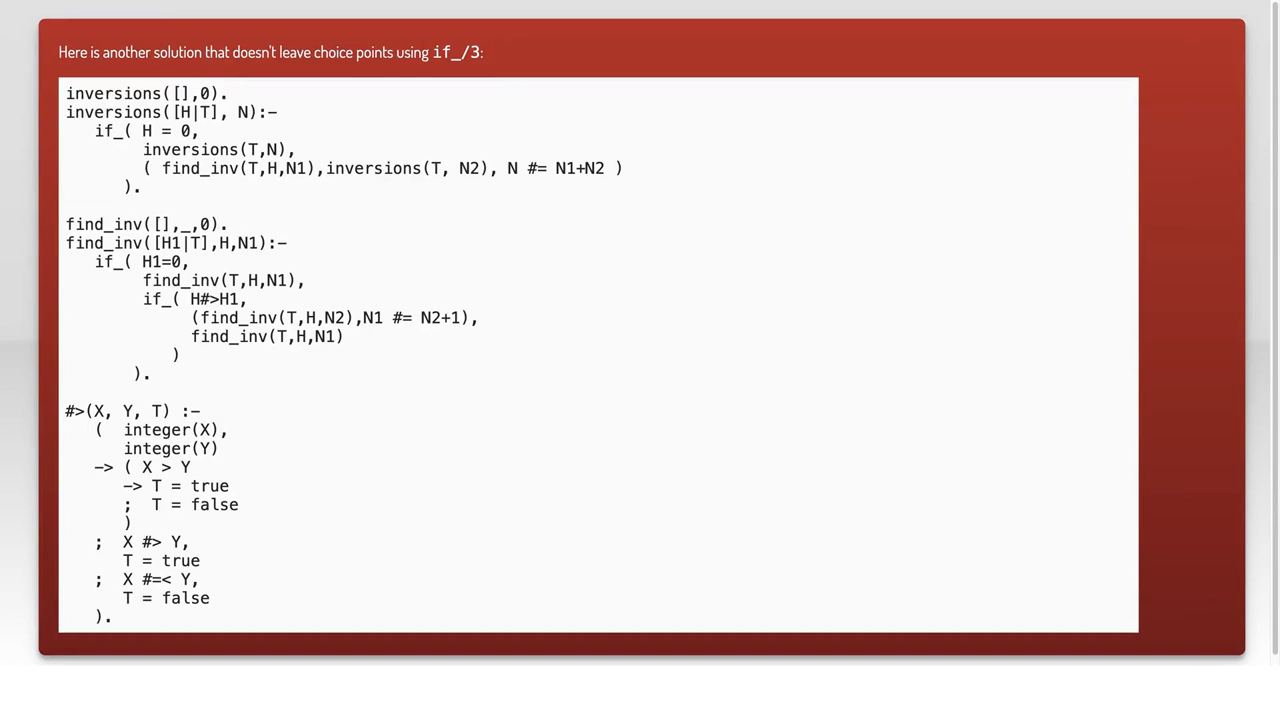 Here is another solution that doesn't leave choice points using if_/3:
inversions([],0).
inversions([H|T], N):-
   if_( H = 0,
        inversions(T,N),
        ( find_inv(T,H,N1),inversions(T, N2), N #= N1+N2 )
      ).

find_inv([],_,0).
find_inv([H1|T],H,N1):-
   if_( H1=0,
        find_inv(T,H,N1),
        if_( H#>H1,
             (find_inv(T,H,N2),N1 #= N2+1),
             find_inv(T,H,N1)
           )
       ).

#>(X, Y, T) :-
   (  integer(X),
      integer(Y)
   -> ( X > Y
      -> T = true
      ;  T = false
      )
   ;  X #> Y,
      T = true
   ;  X #=< Y,
      T = false
   ).